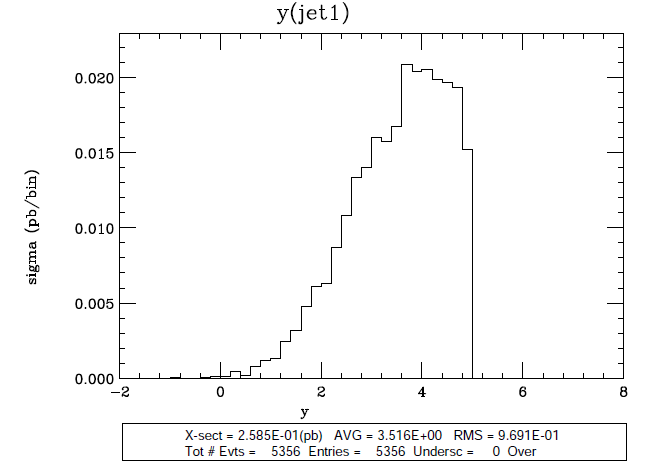 y(jet1)
sigma (pb/bin)
0.020
0.015
0.010
0.005
0.000
−2 0 2 4 6 8
y
X-sect = 2.585E-01(pb) AVG = 3.516E+00 RMS = 9.691E-01
Tot # Evts = 5356 Entries = 5356 Undersc = 0 Over